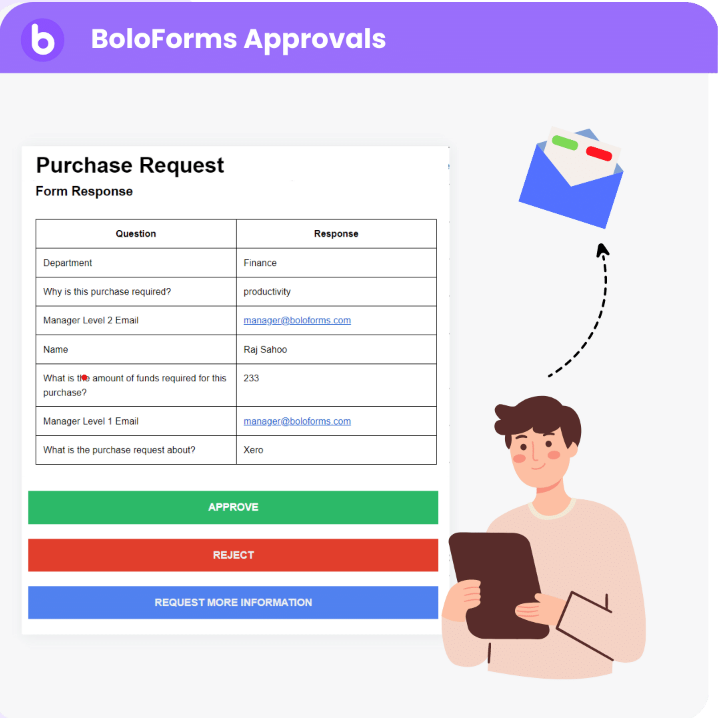 b BoloForms Approvals
Purchase Request
Form Response
Question Response
Department Finance
Why is this purchase required? productivity
Manager Level 2 Email manager@boloforms.com
Name Raj Sahoo
What is the amount of funds required for this 233
purchase?
Manager Level 1 Email manager@boloforms.com
What is the purchase request about? Xero
APPROVE
REJECT
REQUEST MORE INFORMATION